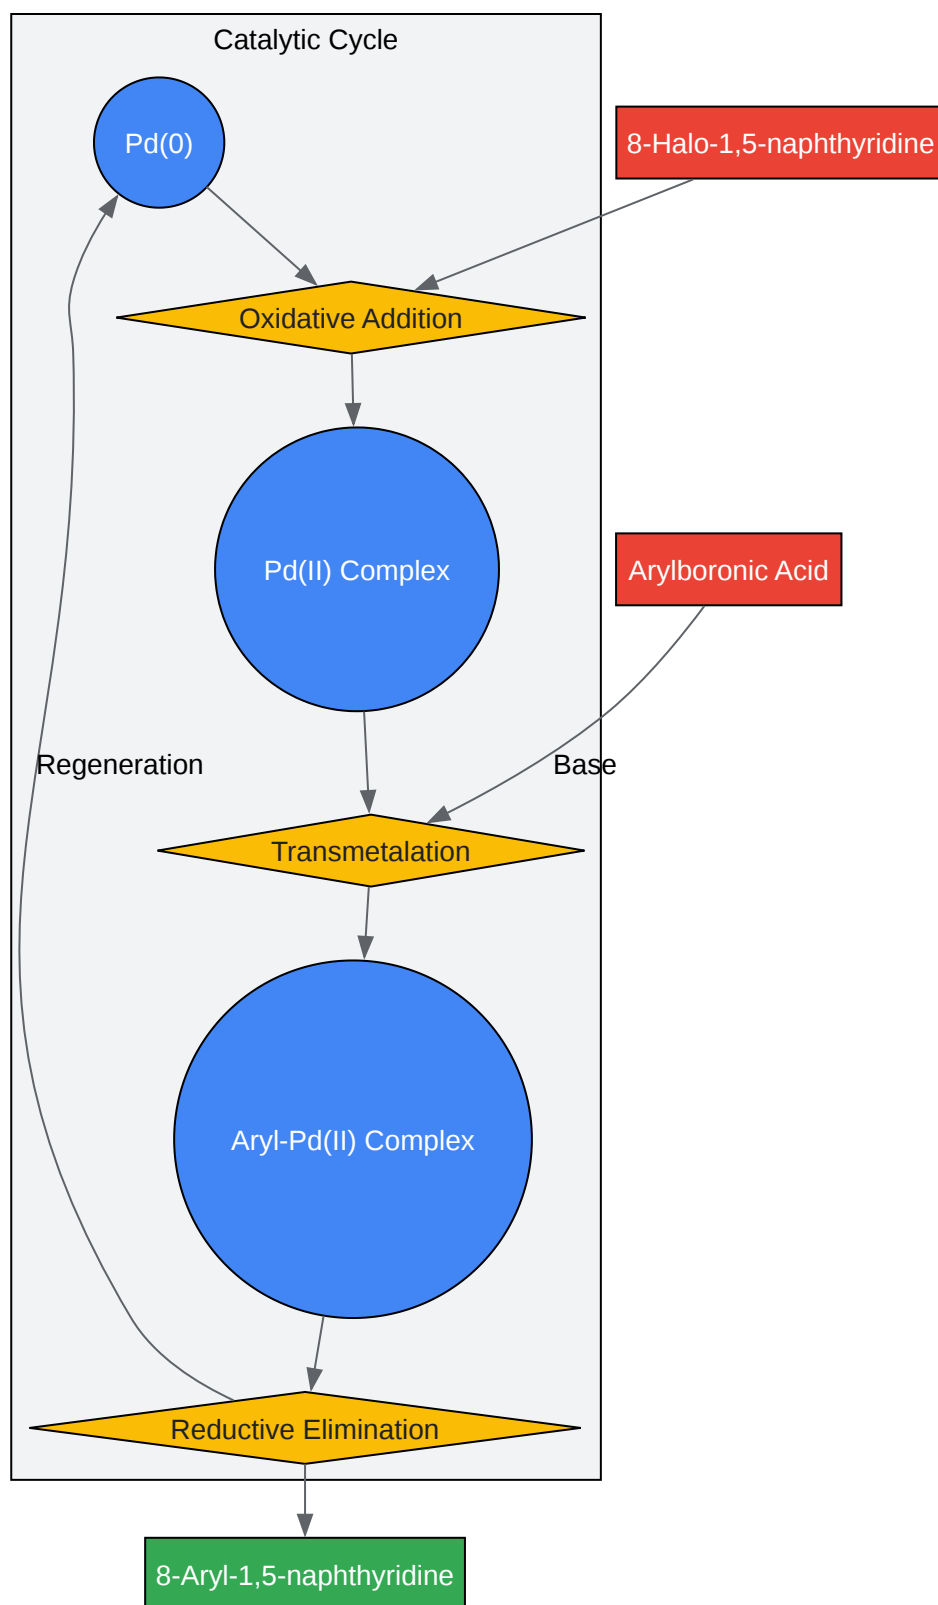 Catalytic Cycle
Pd(0)
8-Halo-1,5-naphthyridine
Oxidative Addition
Pd(II) Complex
Arylboronic Acid
Regeneration
Base
Transmetalation
Aryl-Pd(II) Complex
Reductive Elimination
8-Aryl-1,5-naphthyridine